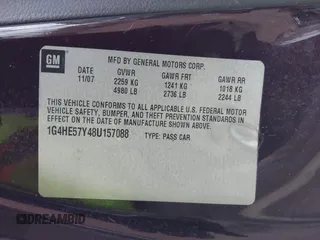 GM
MFD BY GENERAL MOTORS CORP.
DATE GVWR GAWR FRT GAWR RR
11/07 2259 KG 1241 KG 1018 KG
4980 LB 2736 LB 2244 LB
THIS VEHICLE CONFORMS TO ALL APPLICABLE U.S. FEDERAL MOTOR
VEHICLE SAFETY, BUMPER, AND THEFT PREVENTION STANDARDS IN
EFFECT ON THE DATE OF MANUFACTURE SHOWN ABOVE.
1G4HE57Y48U157088 TYPE: PASS CAR
DREAMBID